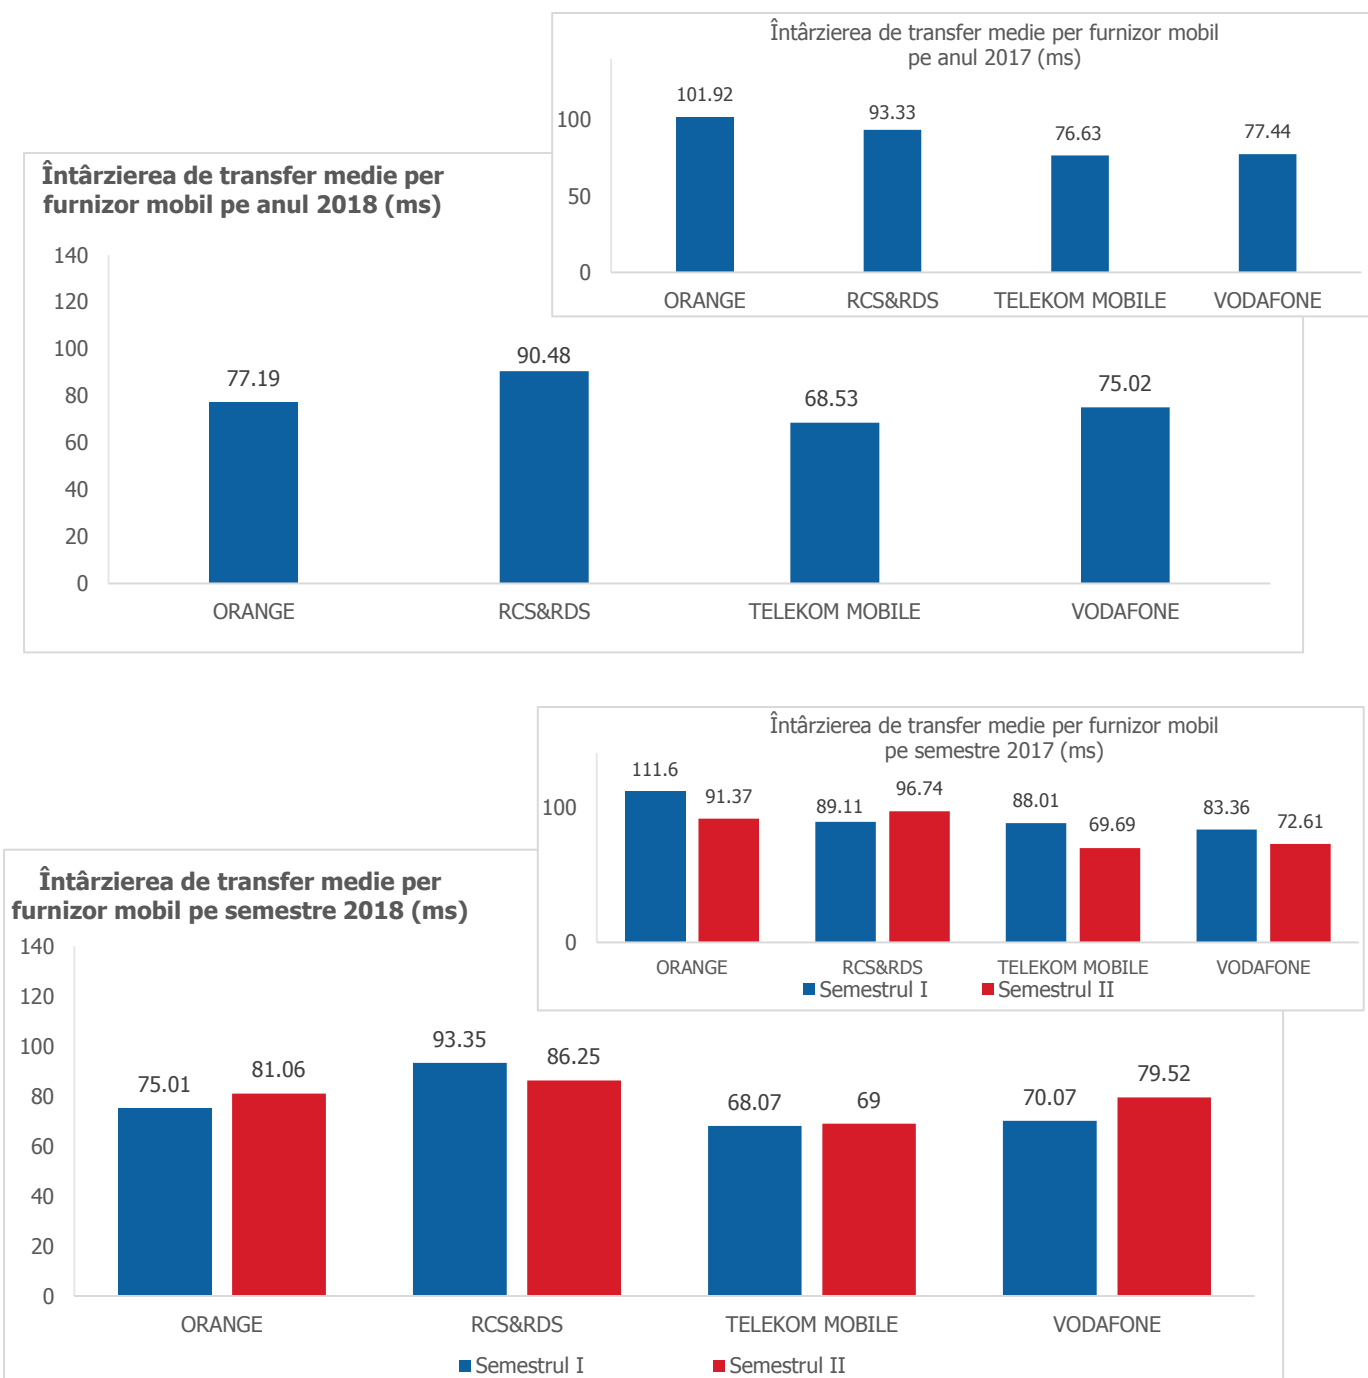 Întârzierea de transfer medie per furnizor mobil
pe anul 2017 (ms)
101.92
93.33
76.63
77.44
100
50
0
ORANGE
RCS&RDS
TELEKOM MOBILE
VODAFONE
Întârzierea de transfer medie per
furnizor mobil pe anul 2018 (ms)
140
120
100
80
60
40
20
0
77.19
90.48
68.53
75.02
ORANGE
RCS&RDS
TELEKOM MOBILE
VODAFONE
Întârzierea de transfer medie per furnizor mobil
pe semestre 2017 (ms)
111.6
91.37
89.11
96.74
88.01
69.69
83.36
72.61
100
0
ORANGE
RCS&RDS
TELEKOM MOBILE
VODAFONE
Semestrul I
Semestrul II
Întârzierea de transfer medie per
furnizor mobil pe semestre 2018 (ms)
140
120
100
80
60
40
20
0
75.01
81.06
93.35
86.25
68.07
69
70.07
79.52
ORANGE
RCS&RDS
TELEKOM MOBILE
VODAFONE
Semestrul I
Semestrul II